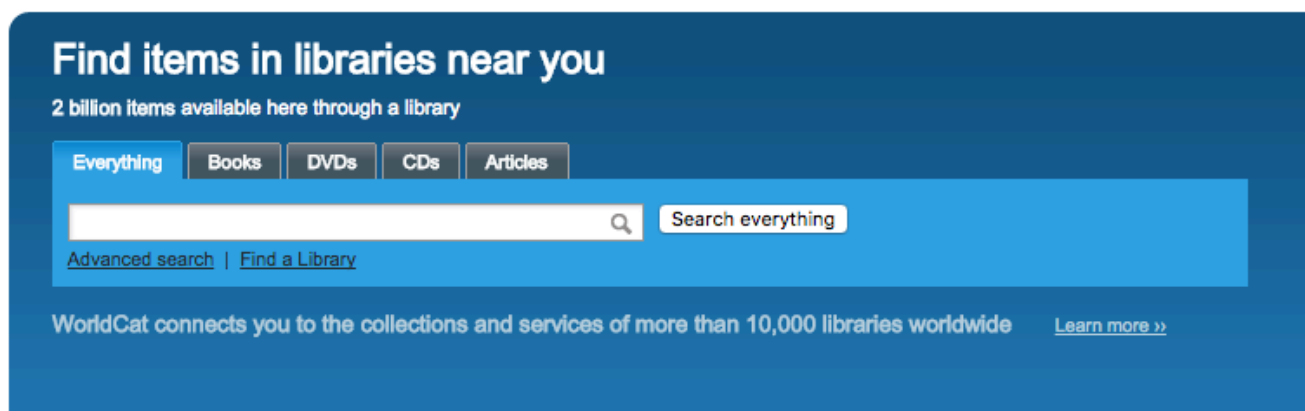 Find items in libraries near you
2 billion items available here through a library
Everything Books DVDs CDs Articles
Search everything
Advanced search | Find a Library
WorldCat connects you to the collections and services of more than 10,000 libraries worldwide Learn more ››